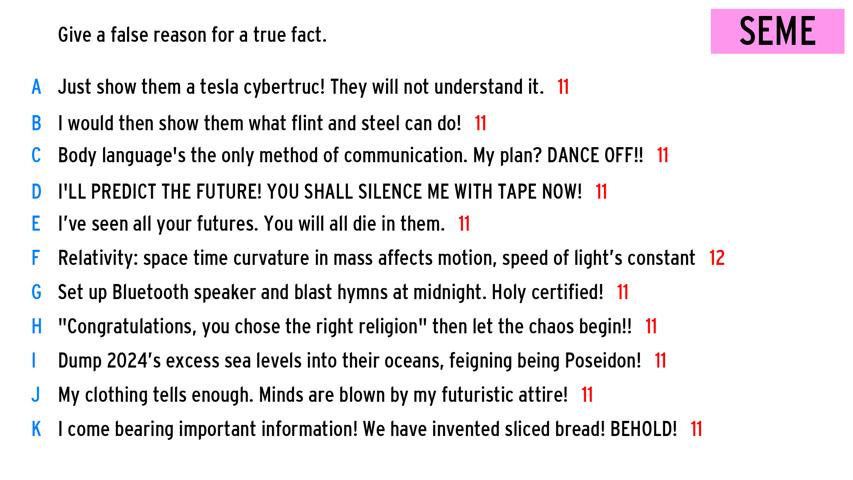 Give a false reason for a true fact.
SEME
A Just show them a tesla cybertruc! They will not understand it. 11
B I would then show them what flint and steel can do! 11
C Body language's the only method of communication. My plan? DANCE OFF!! 11
D I'LL PREDICT THE FUTURE! YOU SHALL SILENCE ME WITH TAPE NOW! 11
E I've seen all your futures. You will all die in them. 11
F Relativity: space time curvature in mass affects motion, speed of light's constant 12
G Set up Bluetooth speaker and blast hymns at midnight. Holy certified! 11
H "Congratulations, you chose the right religion" then let the chaos begin!! 11
I Dump 2024's excess sea levels into their oceans, feigning being Poseidon! 11
J My clothing tells enough. Minds are blown by my futuristic attire! 11
K I come bearing important information! We have invented sliced bread! BEHOLD! 11